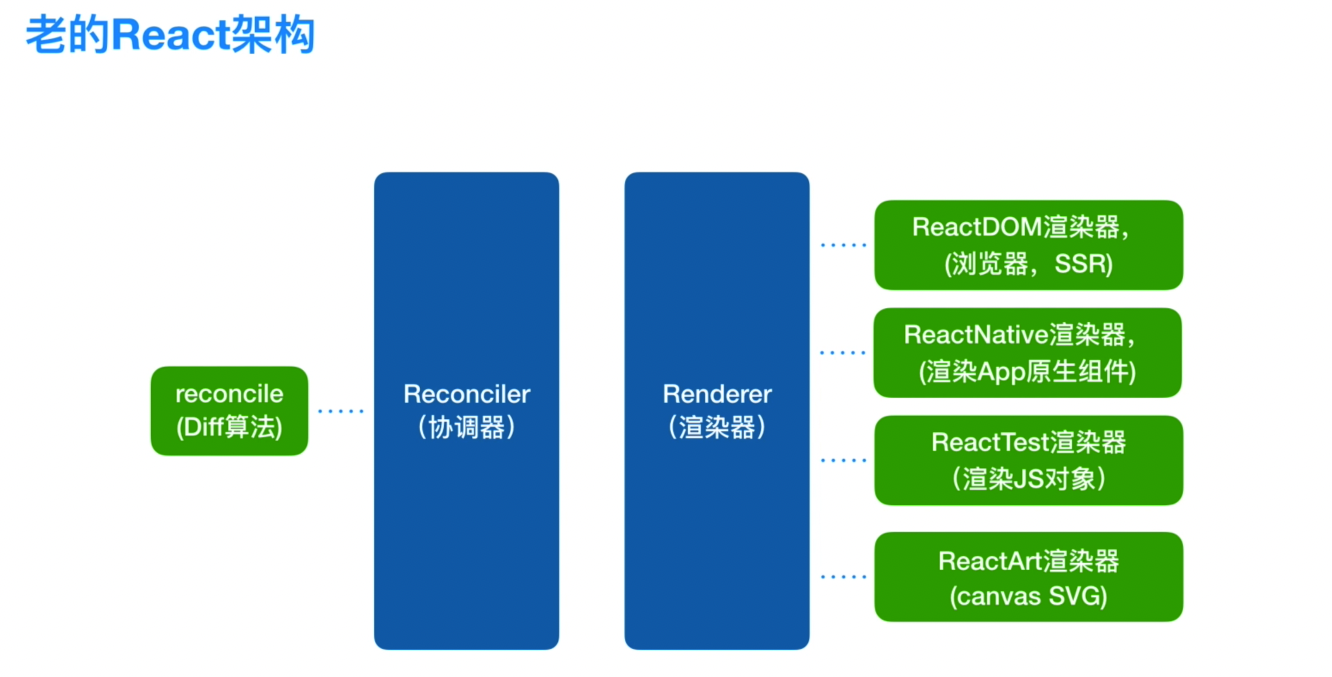 老的React架构
reconcile
(Diff算法)
Reconciler
（协调器）
Renderer
（渲染器）
ReactDOM渲染器，
(浏览器，SSR)
ReactNative渲染器，
(渲染App原生组件)
ReactTest渲染器
（渲染JS对象）
ReactArt渲染器
(canvas SVG)